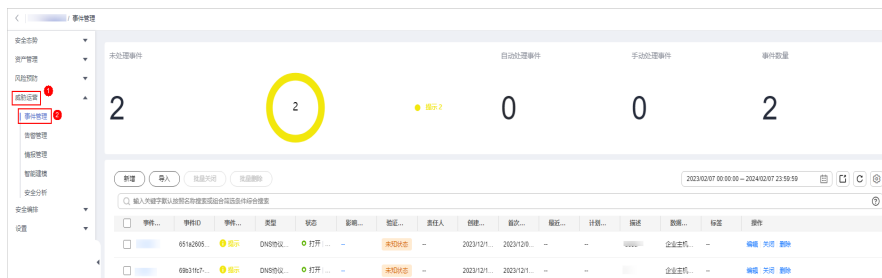 / 事件管理
安全态势
资产管理
风险预防
威胁运营 1
事件管理 2
告警管理
情报管理
智能建模
安全分析
安全编排
设置
未处理事件 自动处理事件 手动处理事件 事件数量
2 2 提示 2 0 0 2
新增 导入 批量关闭 批量删除 2023/02/07 00:00:00 – 2024/02/07 23:59:59
输入关键字默认按照名称搜索或组合筛选条件综合搜索
事件... 事件ID 事件... 类型 状态 影响... 验证... 责任人 创建... 首次... 最近... 计划... 描述 数据... 标签 操作
651a2605... 提示 DNS协议... 打开 ... -- 未知状态 -- 2023/12/1... 2023/12/0... -- -- 企业主机... -- 编辑 关闭 删除
69b31fc7-... 提示 DNS协议... 打开 ... -- 未知状态 -- 2023/12/1... 2023/12/1... -- -- 企业主机... -- 编辑 关闭 删除